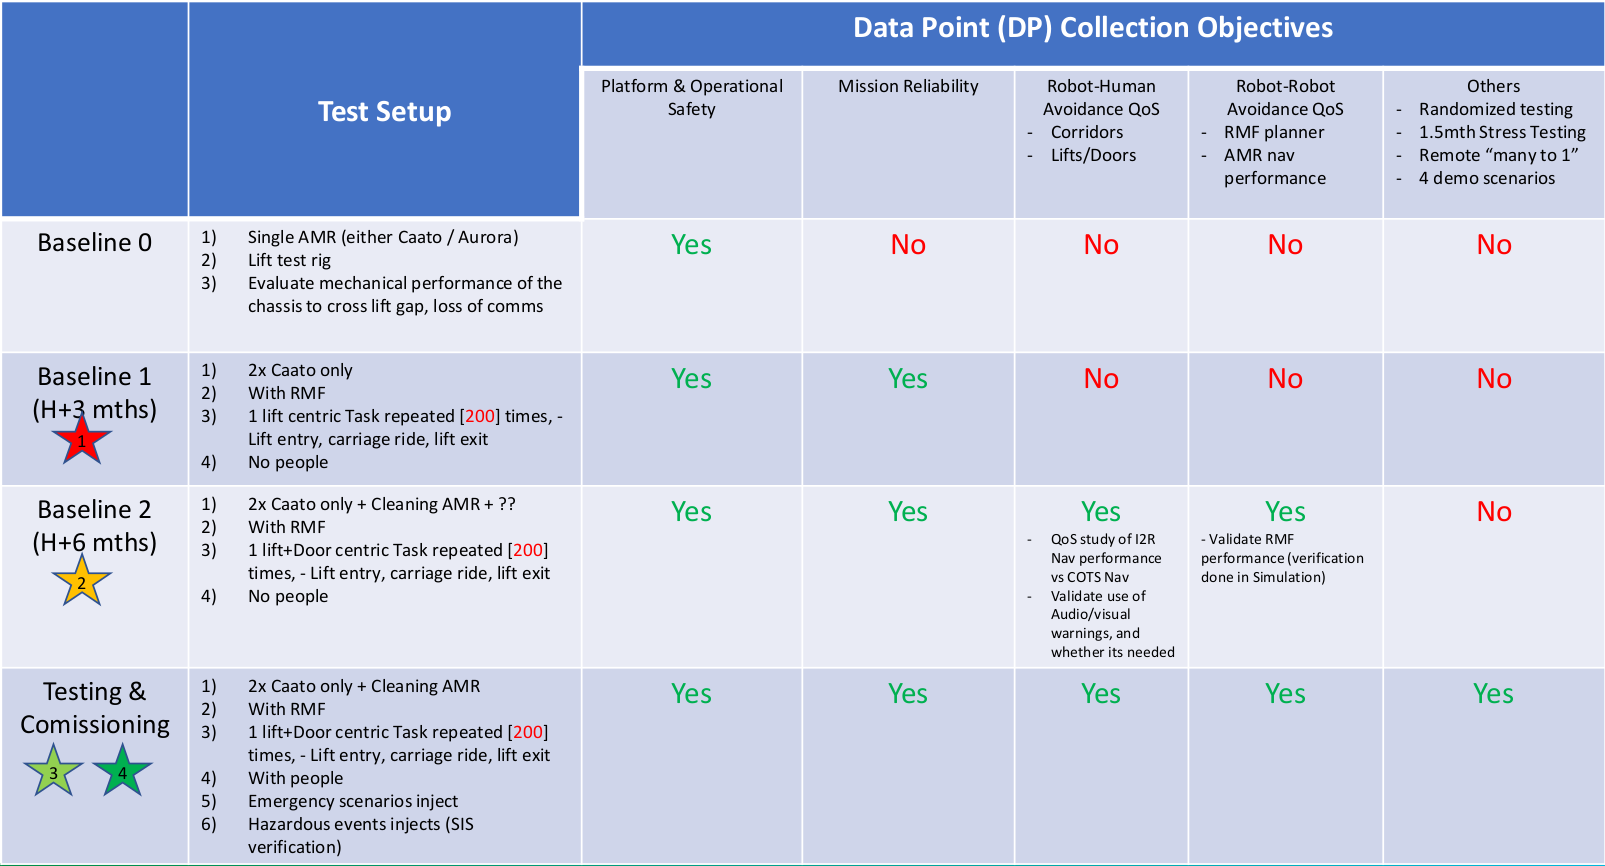 Data Point (DP) Collection Objectives
Test Setup
Platform & Operational
Safety
Mission Reliability
Robot-Human
Avoidance QoS
- Corridors
- Lifts/Doors
Robot-Robot
Avoidance QoS
- RMF planner
- AMR nav
performance
Others
- Randomized testing
- 1.5mth Stress Testing
- Remote “many to 1”
- 4 demo scenarios
Baseline 0
1) Single AMR (either Caato / Aurora)
2) Lift test rig
3) Evaluate mechanical performance of the
chassis to cross lift gap, loss of comms
Yes
No
No
No
No
Baseline 1
(H+3 mths)
1
1) 2x Caato only
2) With RMF
3) 1 lift centric Task repeated [200] times, -
Lift entry, carriage ride, lift exit
4) No people
Yes
Yes
No
No
No
Baseline 2
(H+6 mths)
2
1) 2x Caato only + Cleaning AMR + ??
2) With RMF
3) 1 lift+Door centric Task repeated [200]
times, - Lift entry, carriage ride, lift exit
4) No people
Yes
Yes
Yes
- QoS study of I2R
Nav performance
vs COTS Nav
- Validate use of
Audio/visual
warnings, and
whether its needed
Yes
- Validate RMF
performance (verification
done in Simulation)
No
Testing &
Comissioning
3
4
1) 2x Caato only + Cleaning AMR
2) With RMF
3) 1 lift+Door centric Task repeated [200]
times, - Lift entry, carriage ride, lift exit
4) With people
5) Emergency scenarios inject
6) Hazardous events injects (SIS
verification)
Yes
Yes
Yes
Yes
Yes